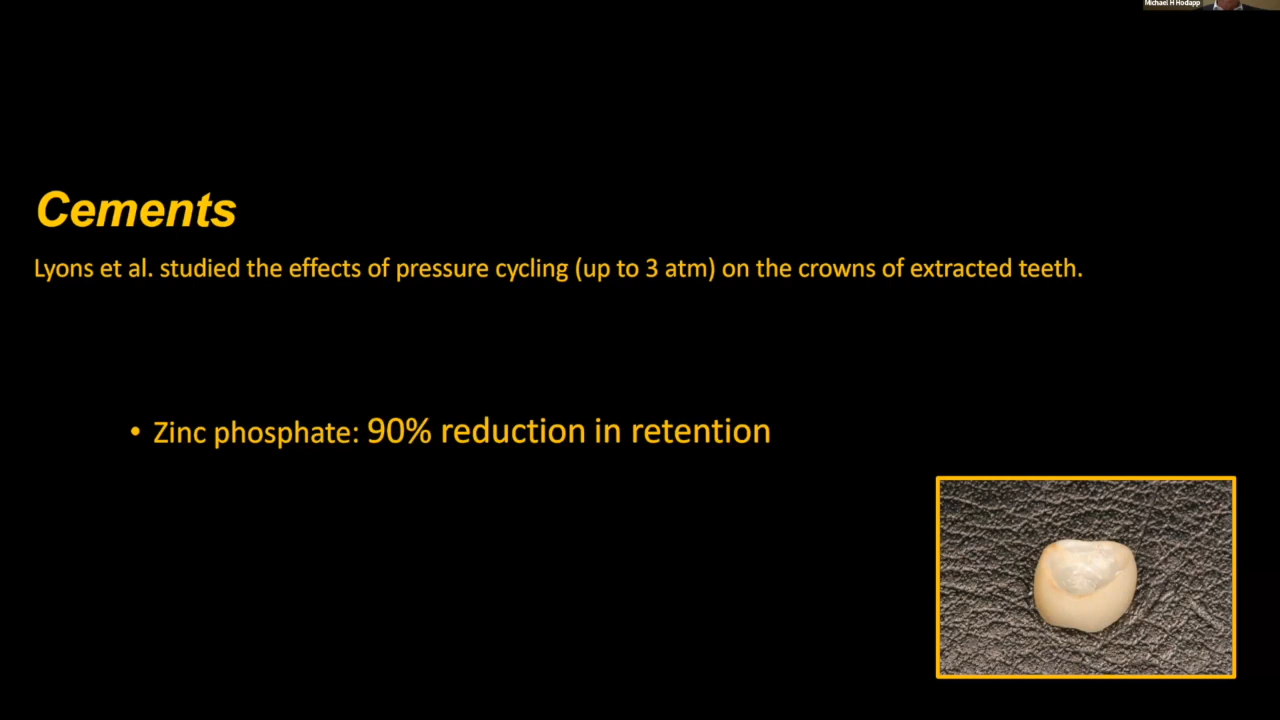 Michael H Hodapp
Cements
Lyons et al. studied the effects of pressure cycling (up to 3 atm) on the crowns of extracted teeth.
• Zinc phosphate: 90% reduction in retention